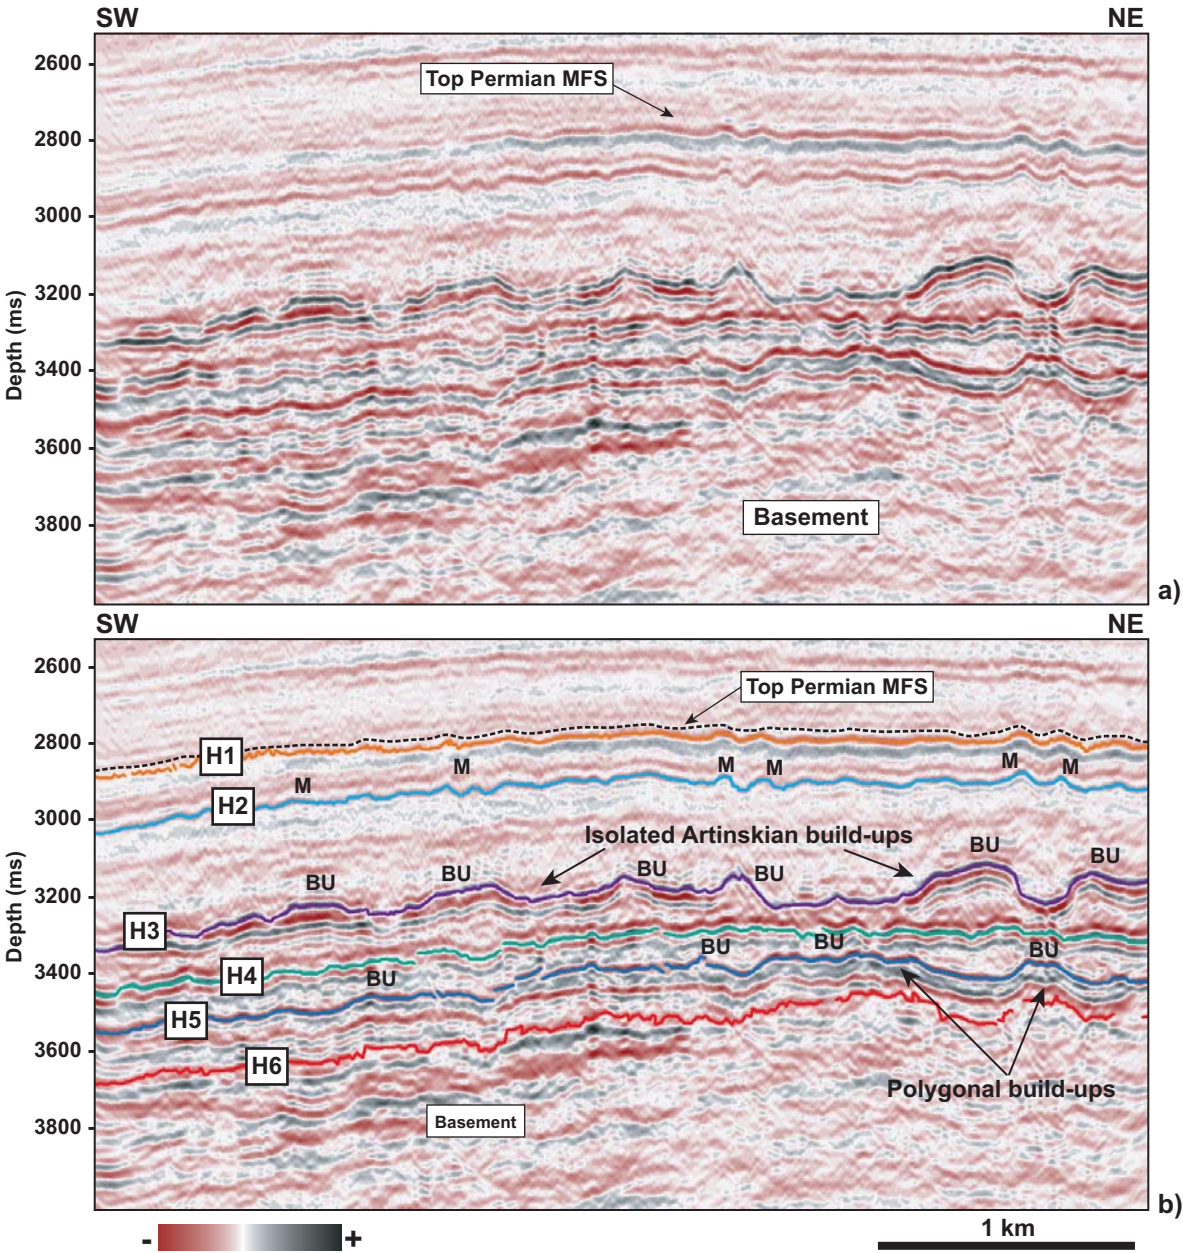 SW NE
2600
Top Permian MFS
2800
3000
3200
3400
3600
3800
Depth (ms)
Basement
a)
SW NE
2600
Top Permian MFS
2800
H1
M M M M M M
H2
3000
Isolated Artinskian build-ups
BU BU BU BU BU BU
3200
H3
H4
BU BU BU BU
3400
H5
3600
H6
Polygonal build-ups
Basement
3800
Depth (ms)
b)
- +
1 km